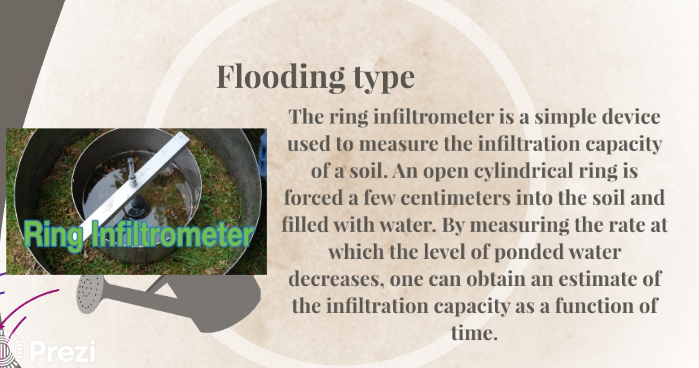 Flooding type
The ring infiltrometer is a simple device
used to measure the infiltration capacity
of a soil. An open cylindrical ring is
forced a few centimeters into the soil and
filled with water. By measuring the rate at
which the level of ponded water
decreases, one can obtain an estimate of
the infiltration capacity as a function of
time.
Ring Infiltrometer
Prezi